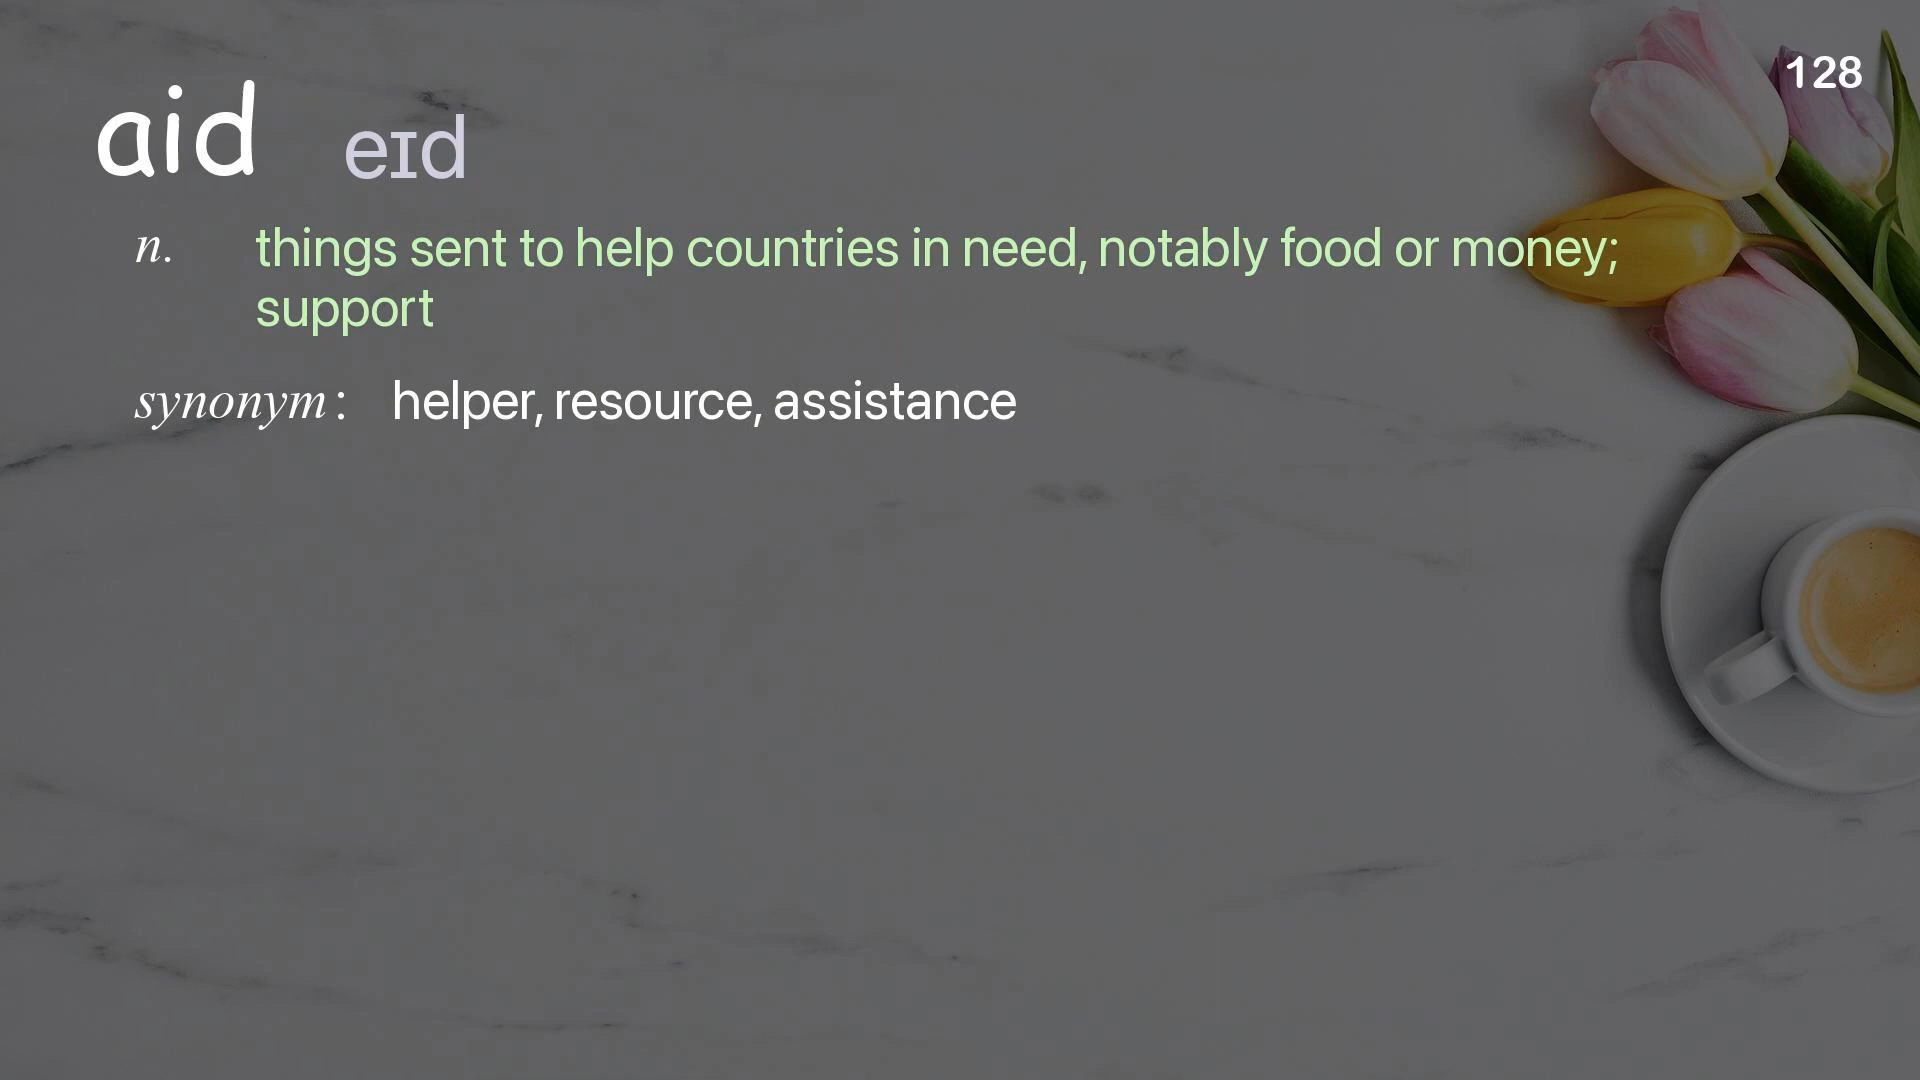 128
aid eɪd
n. things sent to help countries in need, notably food or money;
support
synonym : helper, resource, assistance